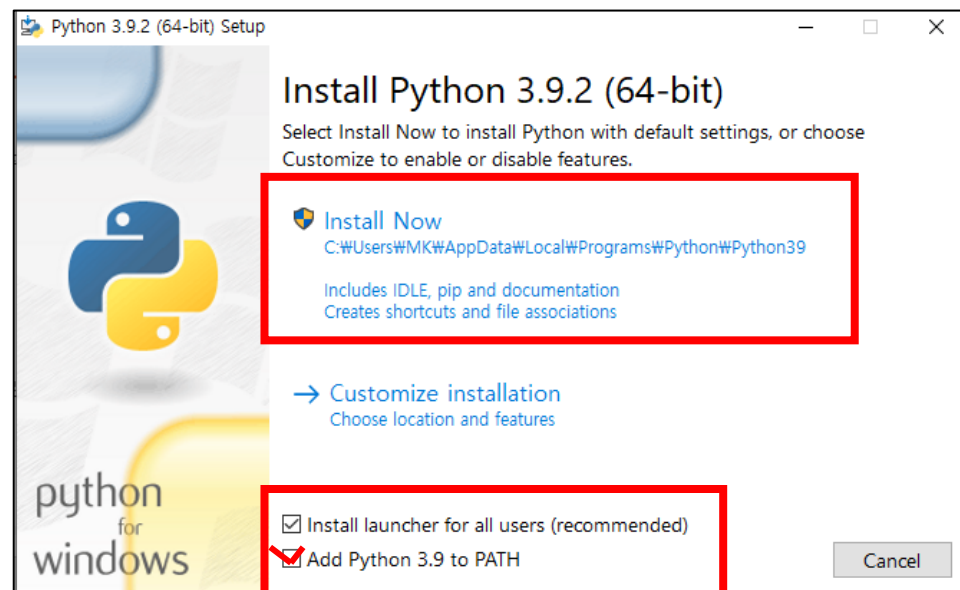 Python 3.9.2 (64-bit) Setup
Install Python 3.9.2 (64-bit)
Select Install Now to install Python with default settings, or choose
Customize to enable or disable features.
Install Now
C:₩Users₩MK₩AppData₩Local₩Programs₩Python₩Python39
Includes IDLE, pip and documentation
Creates shortcuts and file associations
Customize installation
Choose location and features
python
for
windows
Install launcher for all users (recommended)
Add Python 3.9 to PATH
Cancel